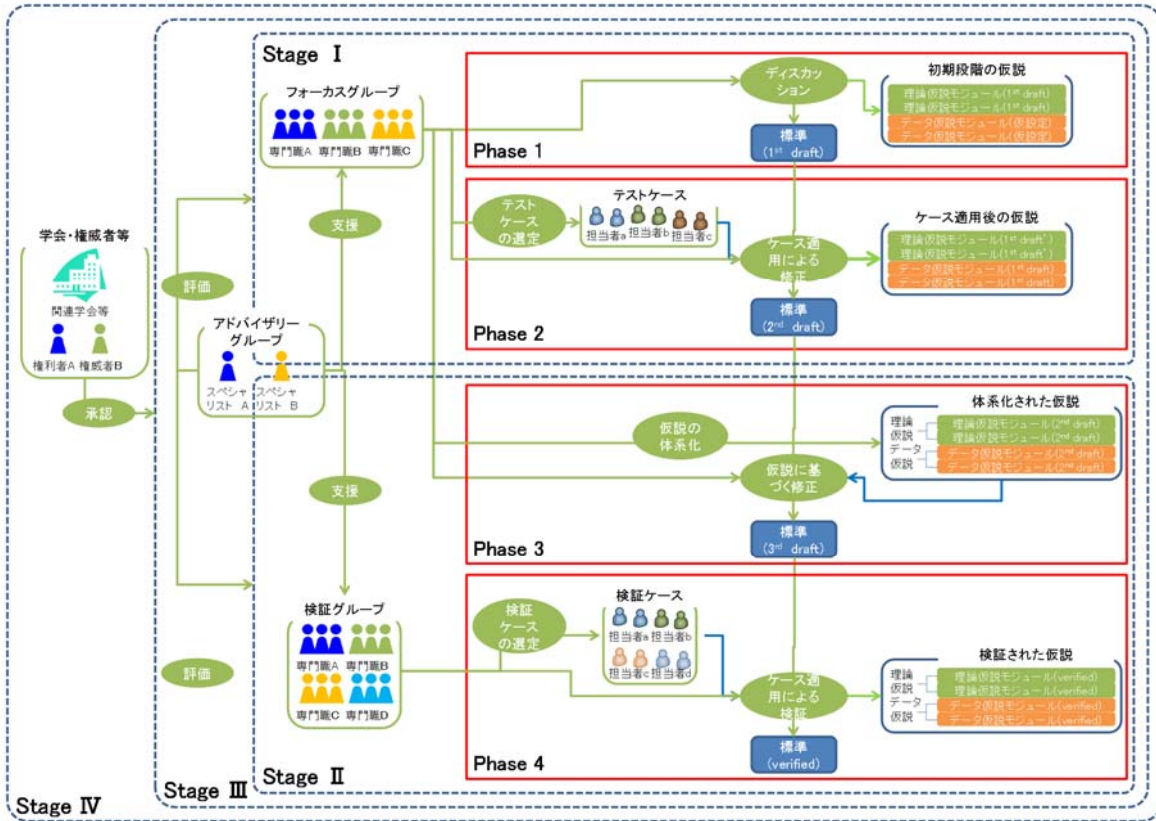 Stage Ⅰ
フォーカスグループ
専門職A 専門職B 専門職C
ディスカッ
ション
標準
(1st draft)
Phase 1
初期段階の仮説
理論仮説モジュール(1st draft)
理論仮説モジュール(1st draft)
データ仮説モジュール(仮設定)
データ仮説モジュール(仮設定)
テスト
ケース
の選定
テストケース
担当者a 担当者b 担当者c
ケース適
用による
修正
標準
(2nd draft)
Phase 2
ケース適用後の仮説
理論仮説モジュール(1st draft')
理論仮説モジュール(1st draft')
データ仮説モジュール(1st draft)
データ仮説モジュール(1st draft)
支援
学会・権威者等
関連学会等
権利者A 権威者B
承認
評価
アドバイザリー
グループ
スペシャ
リスト A
スペシャ
リスト B
仮説の
体系化
仮説に基
づく修正
標準
(3rd draft)
Phase 3
体系化された仮説
理論
仮説
データ
仮説
理論仮説モジュール(2nd draft)
理論仮説モジュール(2nd draft)
データ仮説モジュール(2nd draft)
データ仮説モジュール(2nd draft)
支援
評価
検証グループ
専門職A 専門職B
専門職C 専門職D
検証
ケース
の選定
検証ケース
担当者a 担当者b
担当者c 担当者d
ケース適
用による
検証
標準
(verified)
Phase 4
検証された仮説
理論
仮説
データ
仮説
理論仮説モジュール(verified)
理論仮説モジュール(verified)
データ仮説モジュール(verified)
データ仮説モジュール(verified)
Stage Ⅱ
Stage Ⅲ
Stage Ⅳ